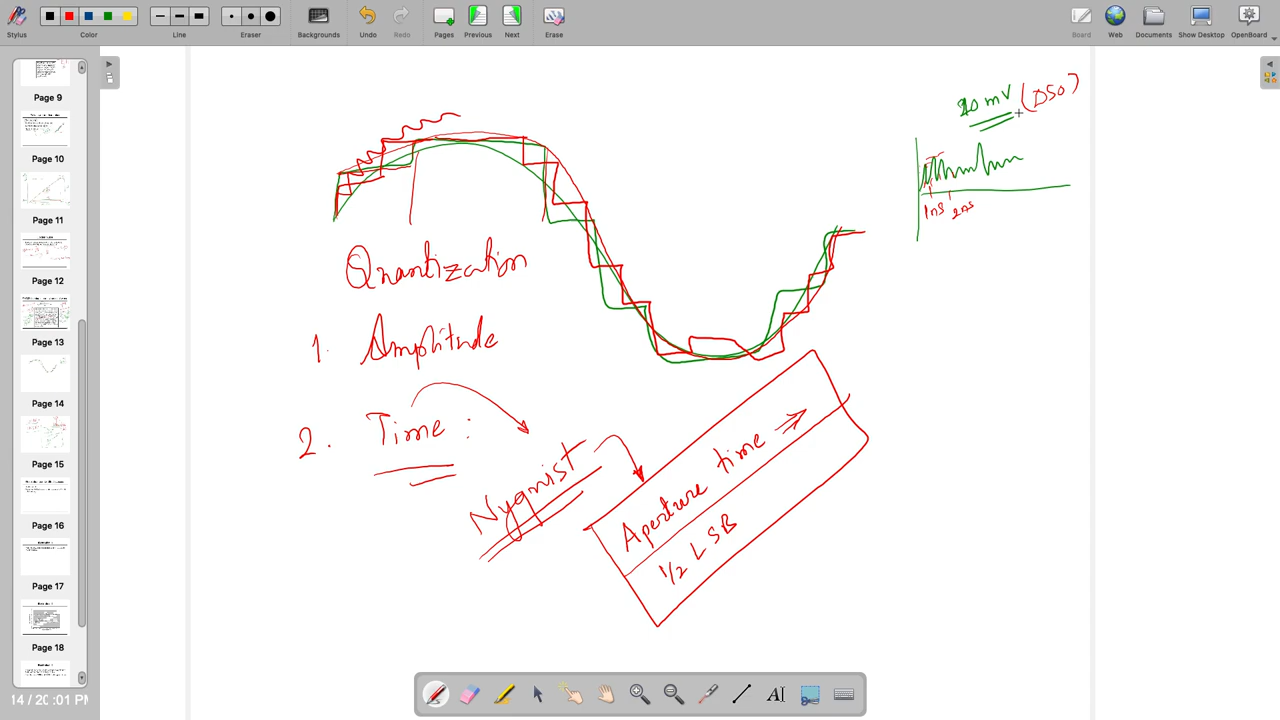 Stylus
Color
Line
Eraser
Backgrounds
Undo
Redo
Pages
Previous
Next
Erase
Board
Web
Documents
Show Desktop
OpenBoard
Page 9
Page 10
Page 11
Page 12
Page 13
Page 14
Page 15
Page 16
Page 17
Page 18
20 mV (DSO)
1ns 2ns
Quantization
1. Amplitude
2. Time :
Nyquist
Aperture time
1/2 LSB